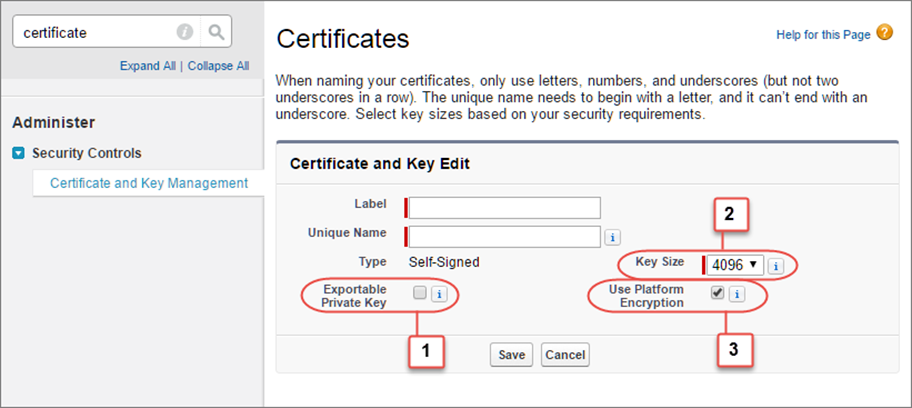 certificate
Expand All | Collapse All
Administer
Security Controls
Certificate and Key Management
Certificates
Help for this Page ?
When naming your certificates, only use letters, numbers, and underscores (but not two
underscores in a row). The unique name needs to begin with a letter, and it can't end with an
underscore. Select key sizes based on your security requirements.
Certificate and Key Edit
Label
2
Unique Name
Type Self-Signed
Key Size 4096
Exportable
Private Key
Use Platform
Encryption
1
3
Save Cancel